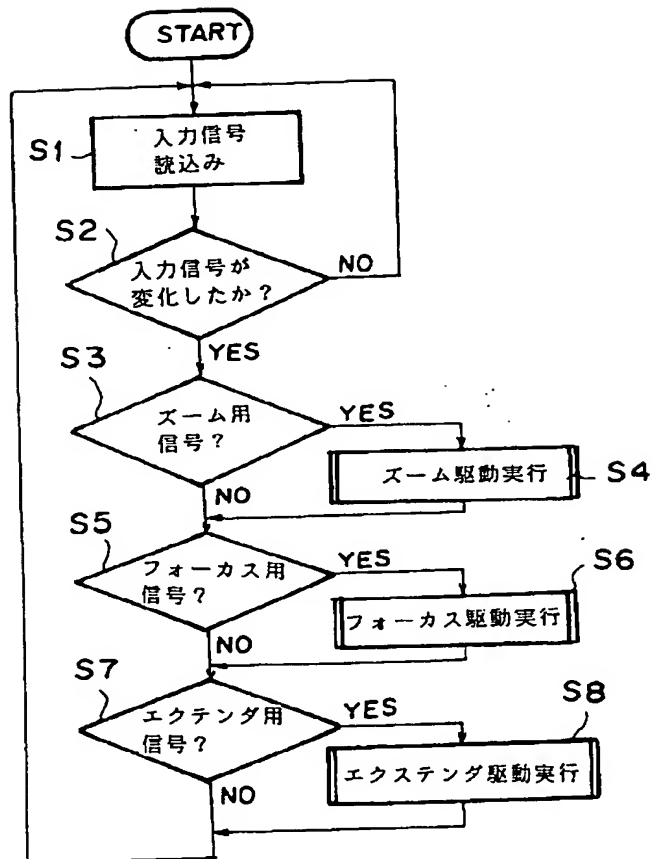 START
S1
入力信号
読込み
S2
入力信号が
変化したか?
NO
YES
S3
ズーム用
信号?
YES
ズーム駆動実行
S4
NO
S5
フォーカス用
信号?
YES
S6
フォーカス駆動実行
NO
S7
エクテンダ用
信号?
YES
S8
エクステンダ駆動実行
NO